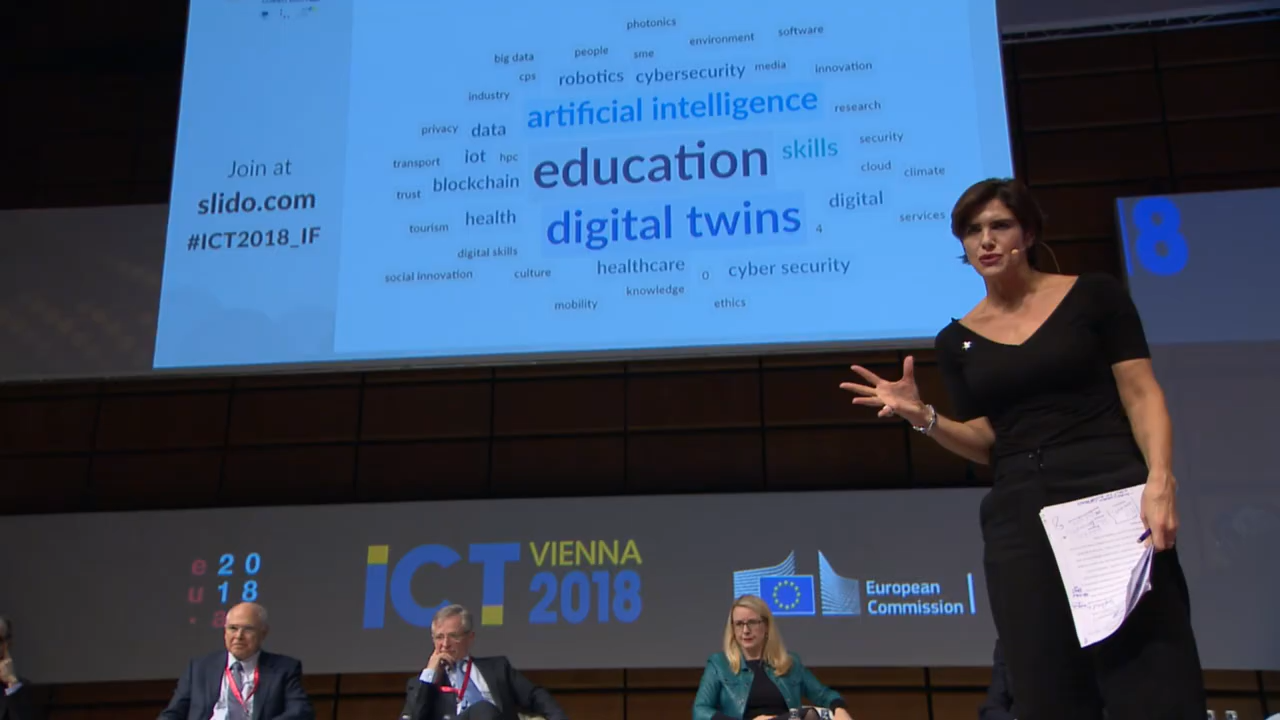 photonics
software
environment
people
sme
big data
media
innovation
cps
robotics
cybersecurity
industry
artificial intelligence
research
privacy
data
security
skills
transport
iot
hpc
education
cloud
climate
trust
blockchain
digital
tourism
health
digital twins
4
services
digital skills
healthcare
cyber security
social innovation
culture
0
knowledge
mobility
ethics
Join at
slido.com
#ICT2018_IF
8
eu2018.at
iCT VIENNA
2018
European
Commission